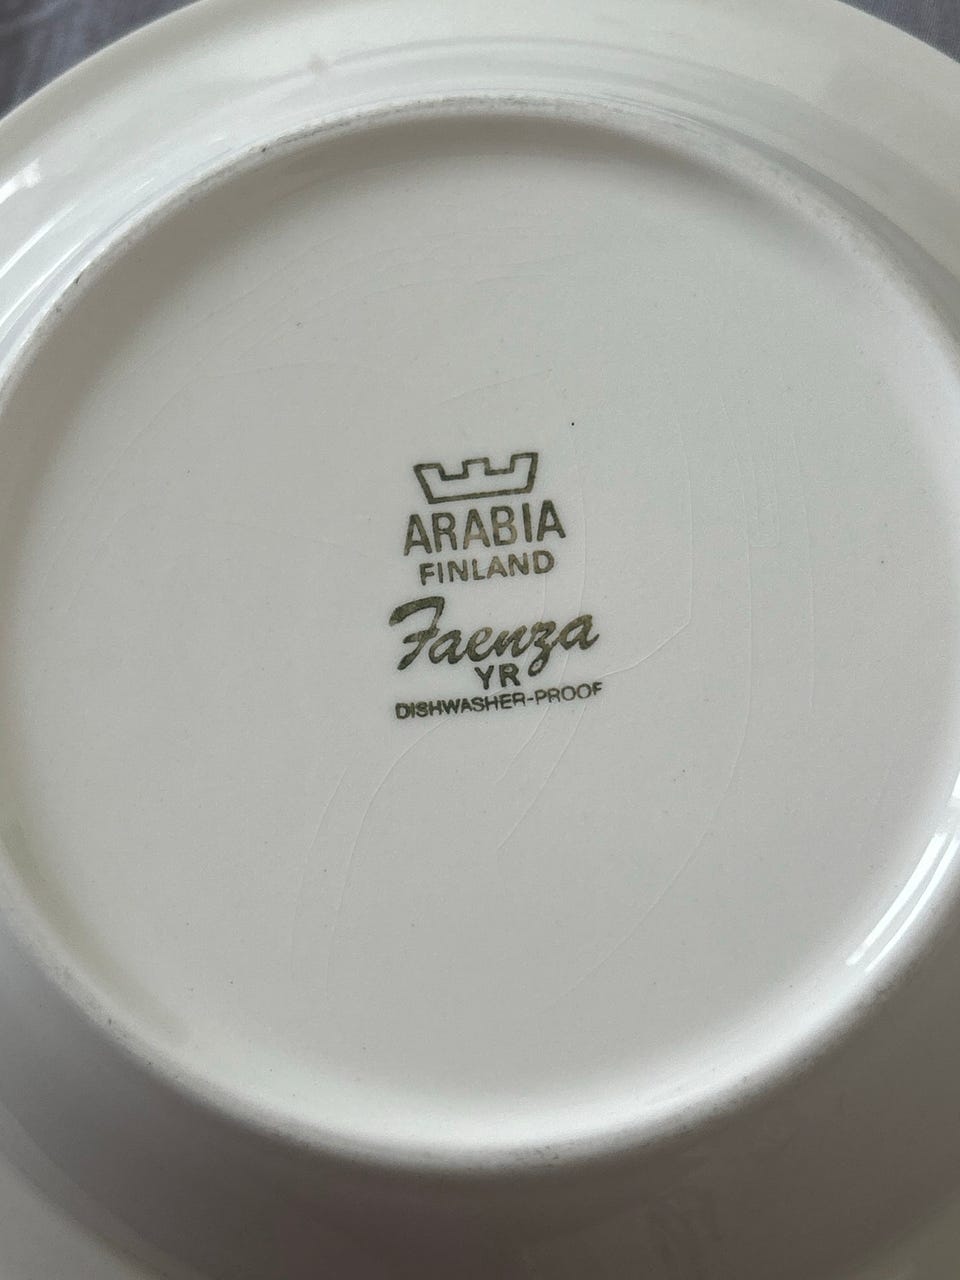 ARABIA
FINLAND
Faenza
YR
DISHWASHER-PROOF